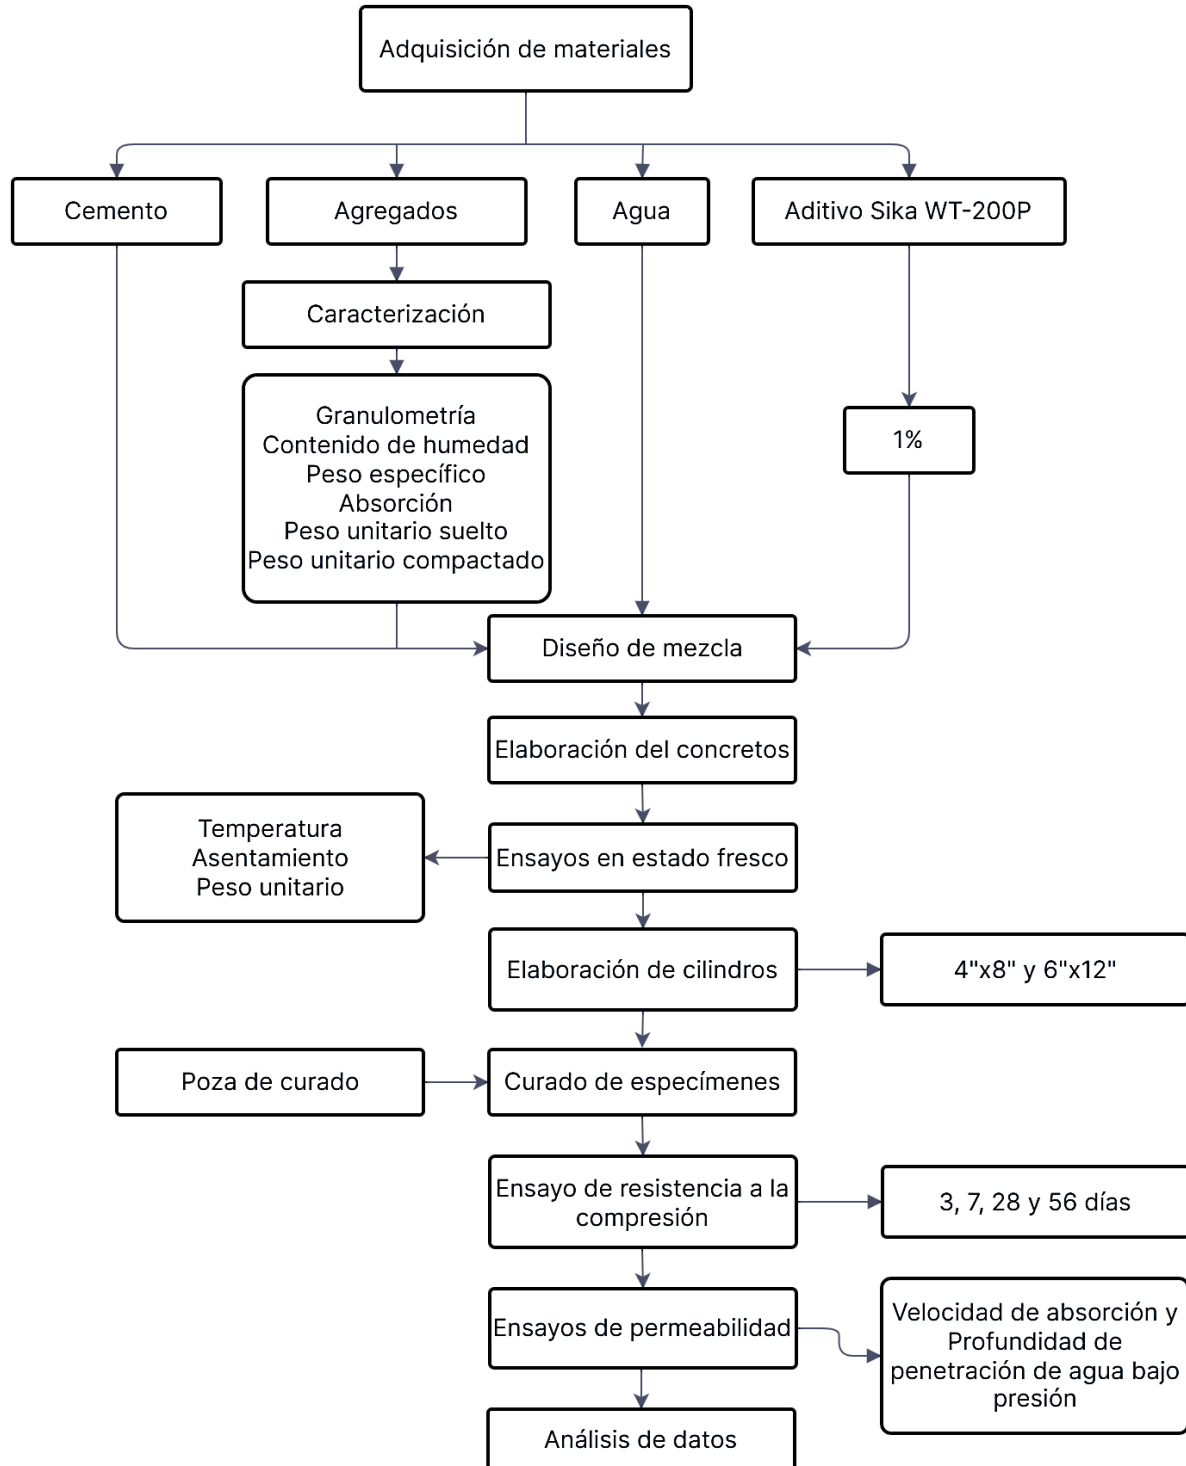 Adquisición de materiales
Cemento
Agregados
Agua
Aditivo Sika WT-200P
Caracterización
Granulometría
Contenido de humedad
Peso específico
Absorción
Peso unitario suelto
Peso unitario compactado
1%
Diseño de mezcla
Elaboración del concretos
Ensayos en estado fresco
Temperatura
Asentamiento
Peso unitario
Elaboración de cilindros
4"x8" y 6"x12"
Poza de curado
Curado de especímenes
Ensayo de resistencia a la
compresión
3, 7, 28 y 56 días
Ensayos de permeabilidad
Velocidad de absorción y
Profundidad de
penetración de agua bajo
presión
Análisis de datos